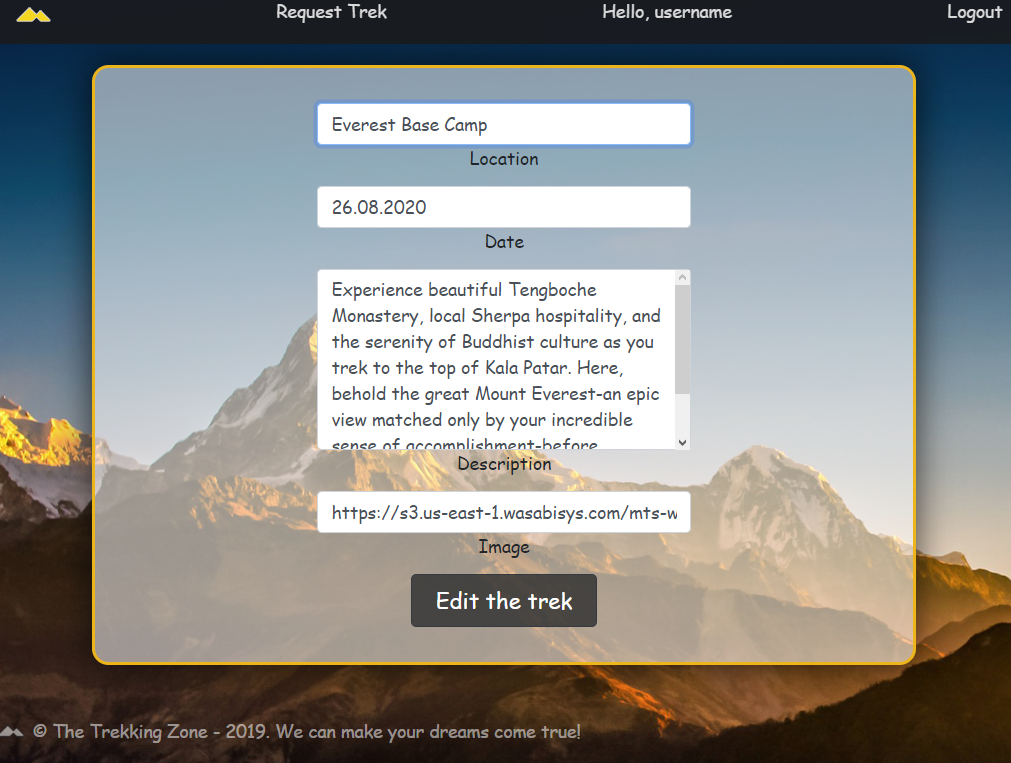 Request Trek
Hello, username
Logout
Everest Base Camp
Location
26.08.2020
Date
Experience beautiful Tengboche
Monastery, local Sherpa hospitality, and
the serenity of Buddhist culture as you
trek to the top of Kala Patar. Here,
behold the great Mount Everest-an epic
view matched only by your incredible
sense of accomplishment-before
Description
https://s3.us-east-1.wasabisys.com/mts-w
Image
Edit the trek
© The Trekking Zone - 2019. We can make your dreams come true!